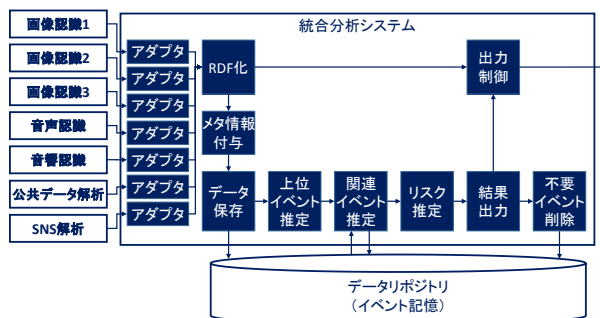 画像認識1
画像認識2
画像認識3
音声認識
音響認識
公共データ解析
SNS解析
統合分析システム
アダプタ
アダプタ
アダプタ
アダプタ
アダプタ
アダプタ
アダプタ
RDF化
メタ情報
付与
データ
保存
上位
イベント
推定
関連
イベント
推定
リスク
推定
結果
出力
不要
イベント
削除
出力
制御
データリポジトリ
（イベント記憶）